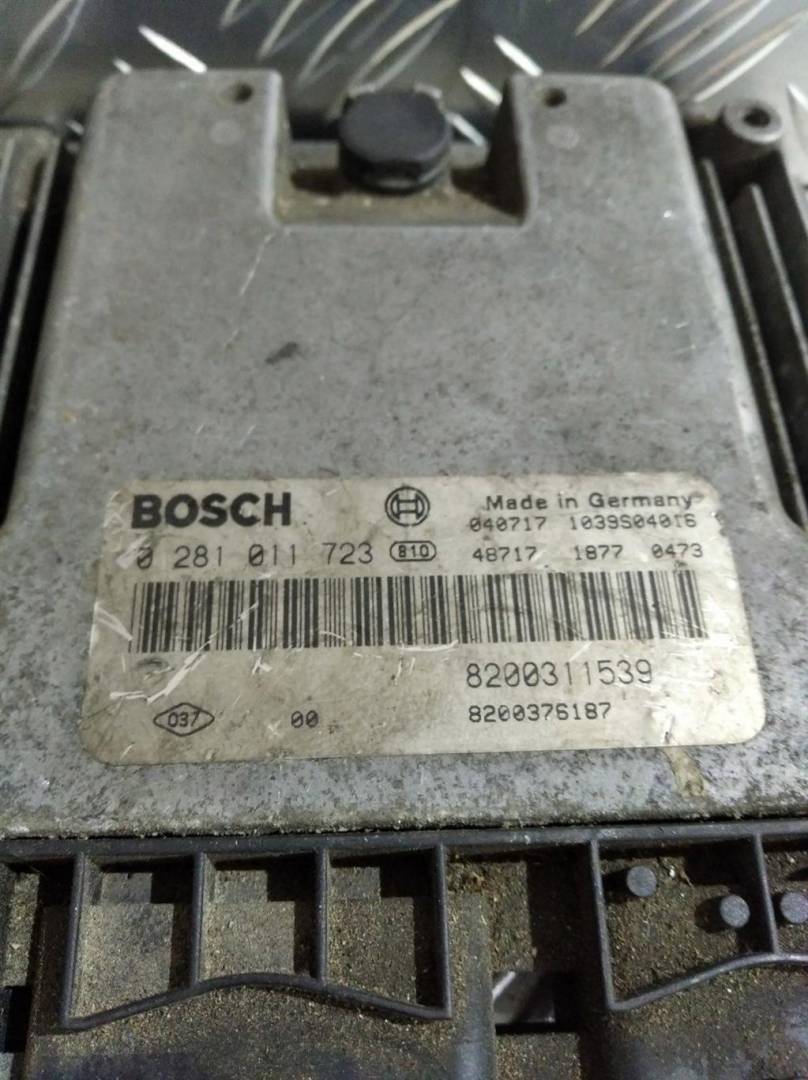 BOSCH
Made in Germany
040717 1039S04016
0 281 011 723 810 48717 1877 0473
8200311539
037 00 8200376187